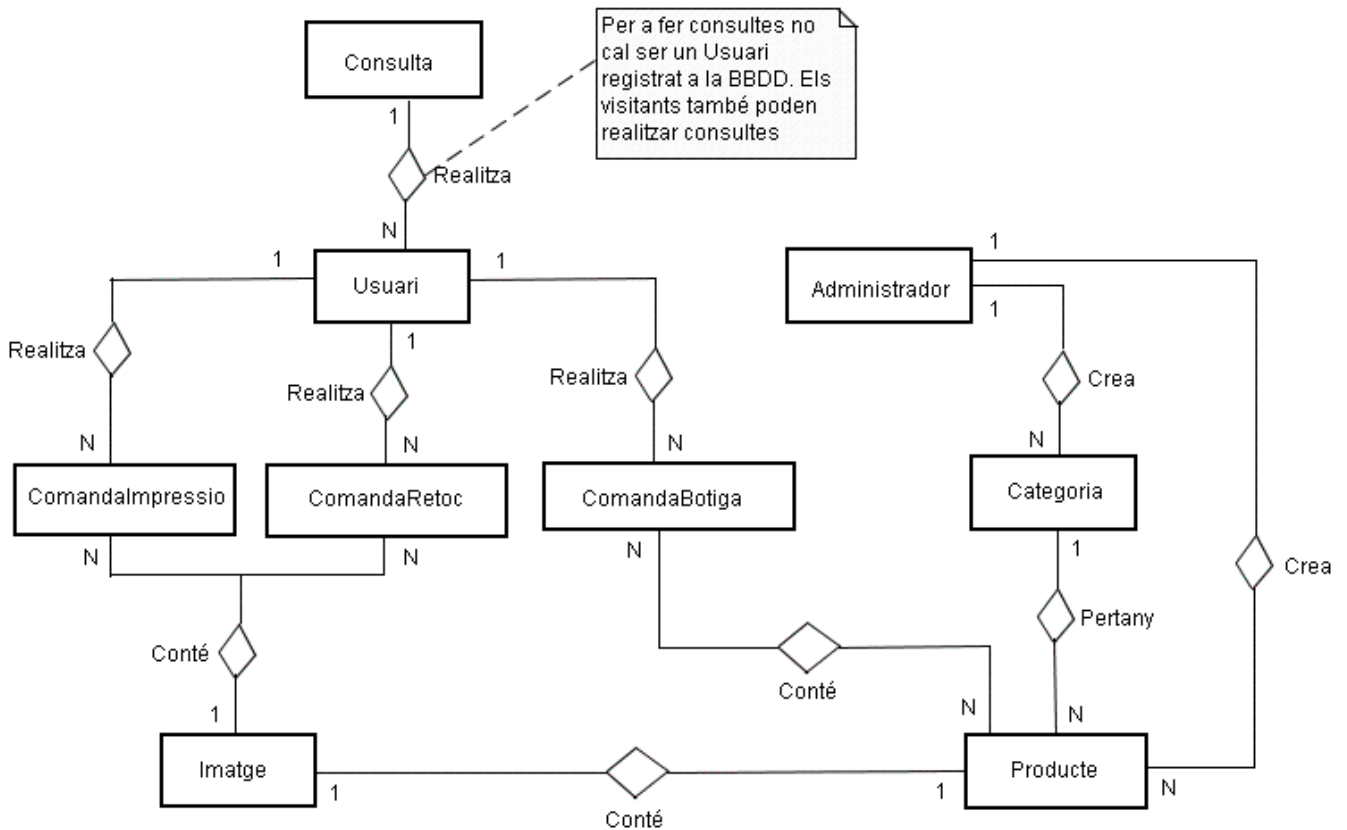 Consulta
Per a fer consultes no
cal ser un Usuari
registrat a la BBDD. Els
visitants també poden
realitzar consultes
1
Realitza
N
1
Usuari
1
1
Administrador
1
1
Realitza
Realitza
Realitza
Crea
N
N
N
N
ComandaImpressio
ComandaRetoc
ComandaBotiga
Categoria
N
N
N
1
Crea
Conté
Pertany
Conté
1
N
N
Imatge
Producte
1
1
N
Conté